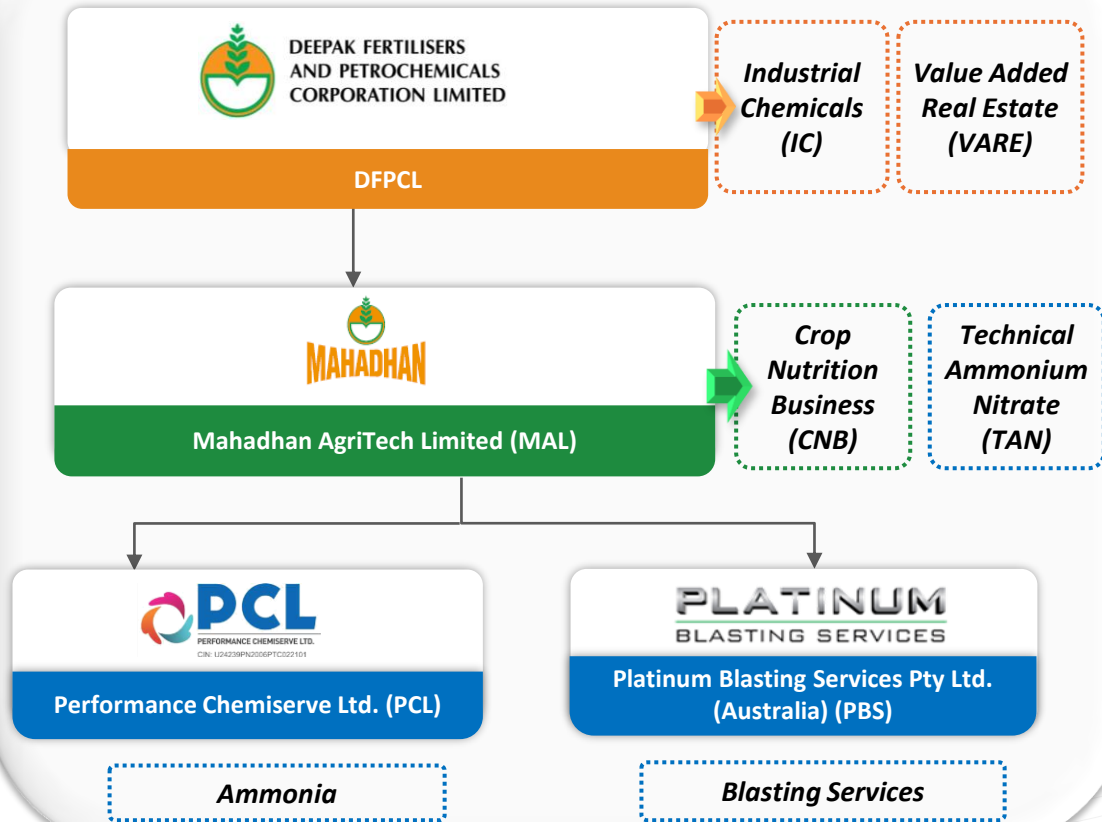 DEEPAK FERTILISERS
AND PETROCHEMICALS
CORPORATION LIMITED
DFPCL
Industrial
Chemicals
(IC)
Value Added
Real Estate
(VARE)
MAHADHAN
Mahadhan AgriTech Limited (MAL)
Crop
Nutrition
Business
(CNB)
Technical
Ammonium
Nitrate
(TAN)
PCL
PERFORMANCE CHEMISERVE LTD.
CIN: U24239PN2006PTC022101
Performance Chemiserve Ltd. (PCL)
Ammonia
PLATINUM
BLASTING SERVICES
Platinum Blasting Services Pty Ltd.
(Australia) (PBS)
Blasting Services